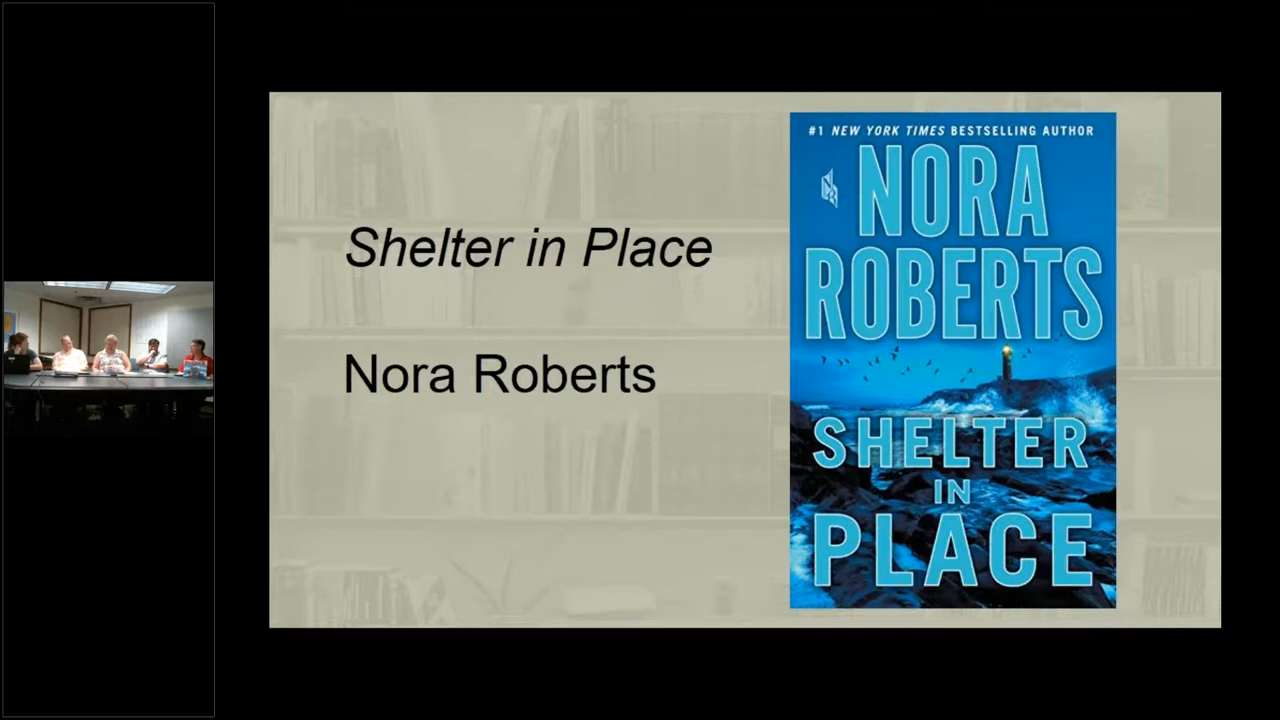 Shelter in Place
Nora Roberts
#1 NEW YORK TIMES BESTSELLING AUTHOR
NORA
ROBERTS
SHELTER
IN
PLACE